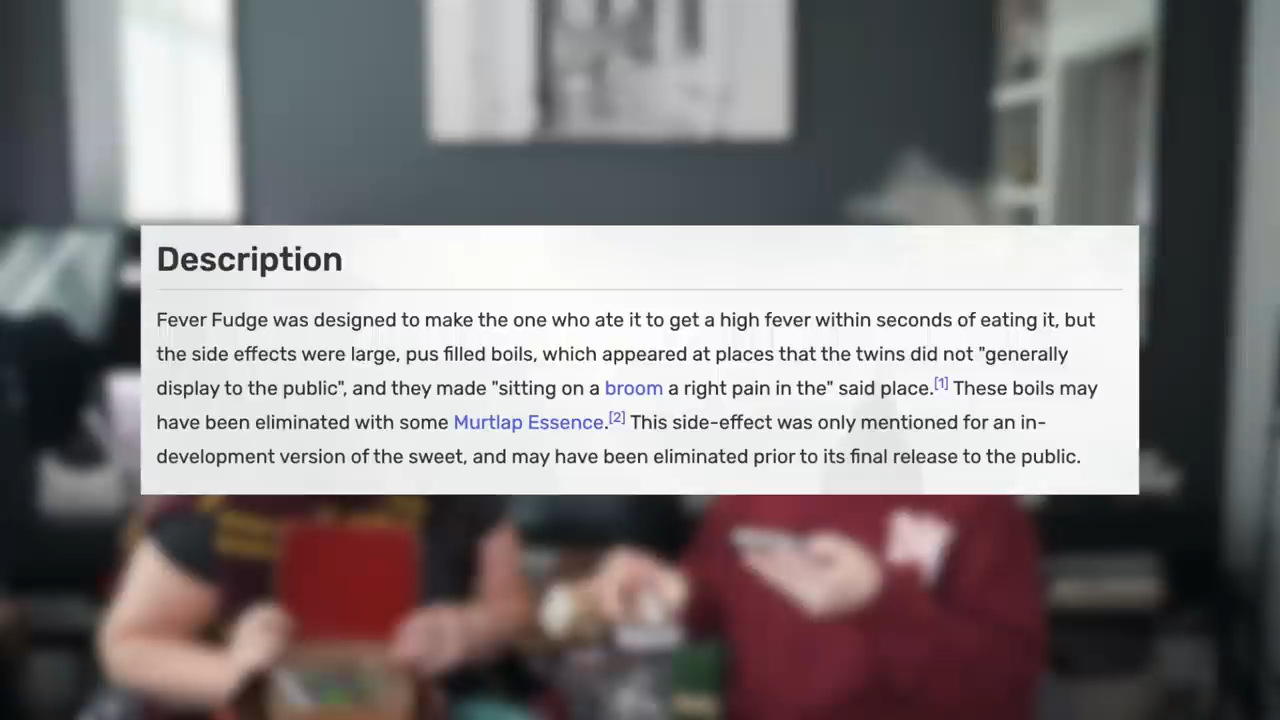 Description
Fever Fudge was designed to make the one who ate it to get a high fever within seconds of eating it, but
the side effects were large, pus filled boils, which appeared at places that the twins did not "generally
display to the public", and they made "sitting on a broom a right pain in the" said place.[1] These boils may
have been eliminated with some Murtlap Essence.[2] This side-effect was only mentioned for an in-
development version of the sweet, and may have been eliminated prior to its final release to the public.